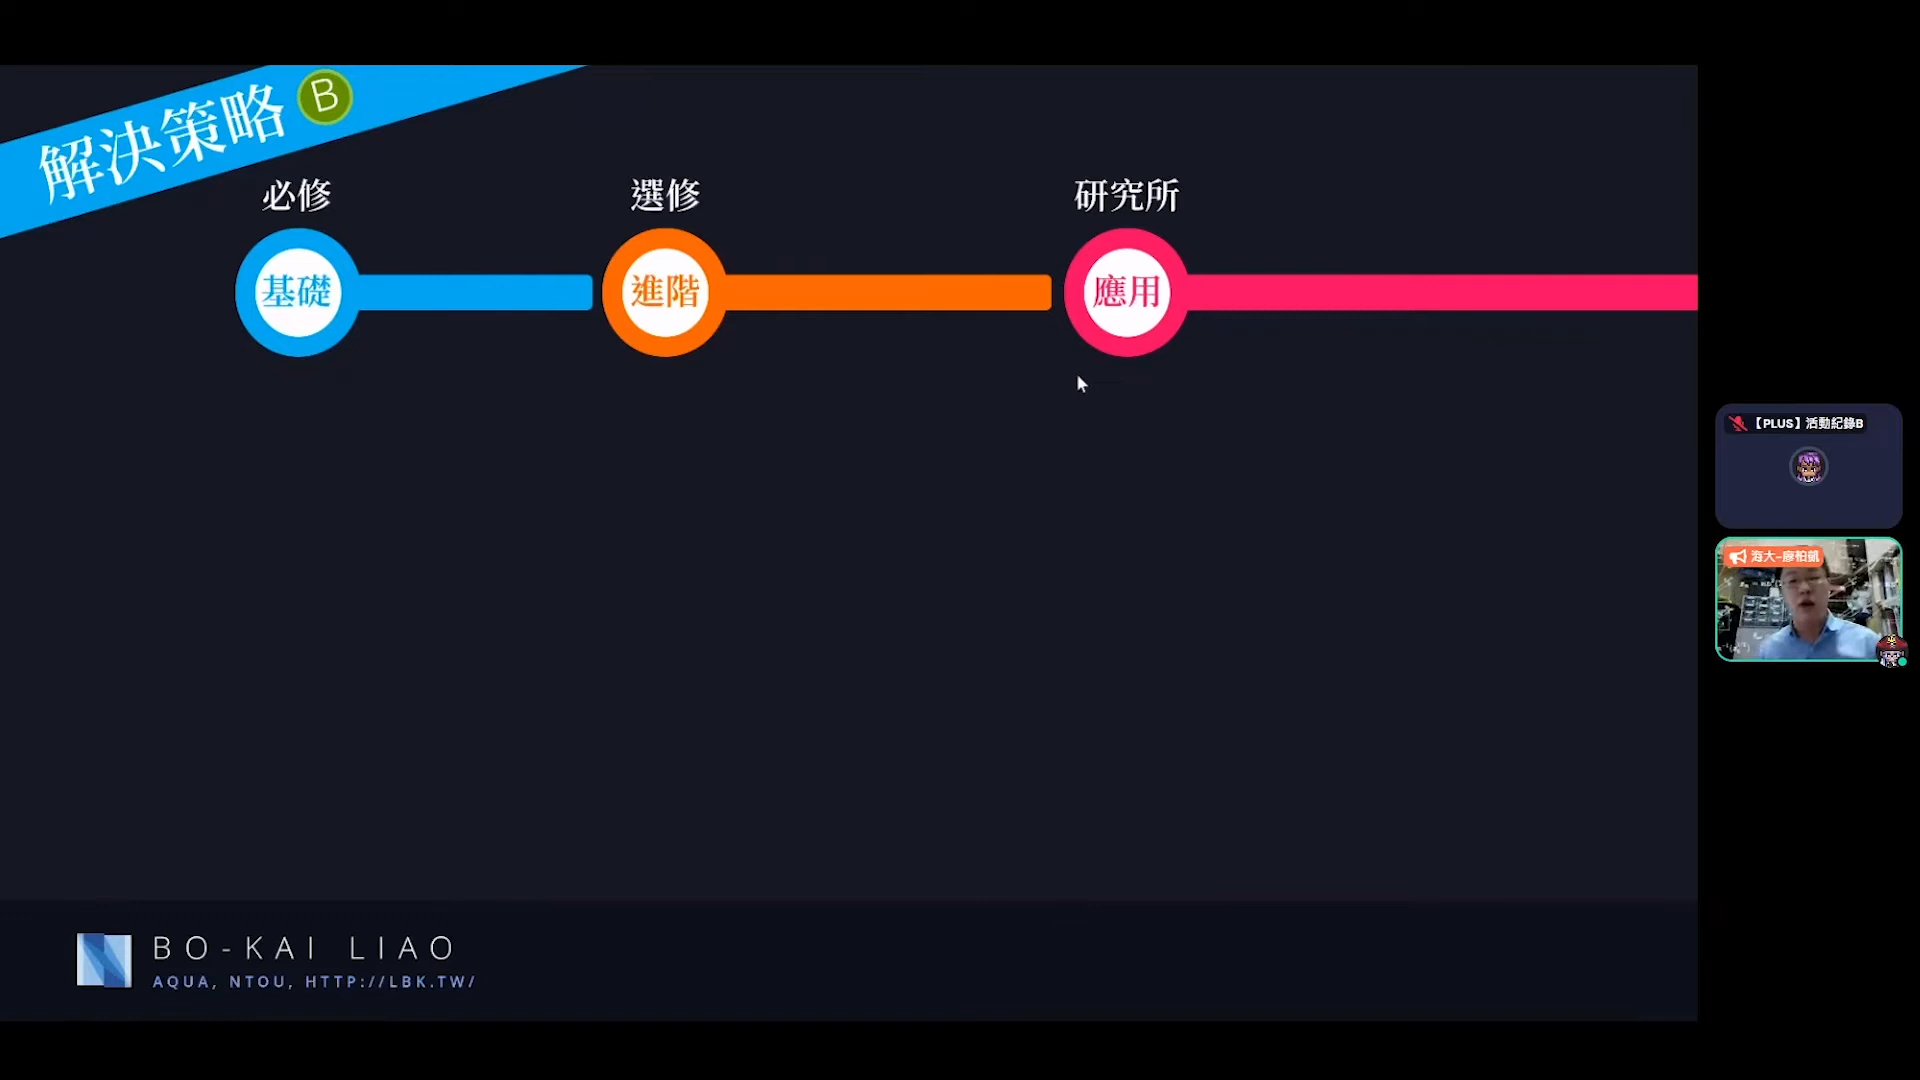 解決策略 B
必修
選修
研究所
基礎
進階
應用
【PLUS】活動紀錄B
海大-廖柏凱
BO-KAI LIAO
AQUA, NTOU, HTTP://LBK.TW/